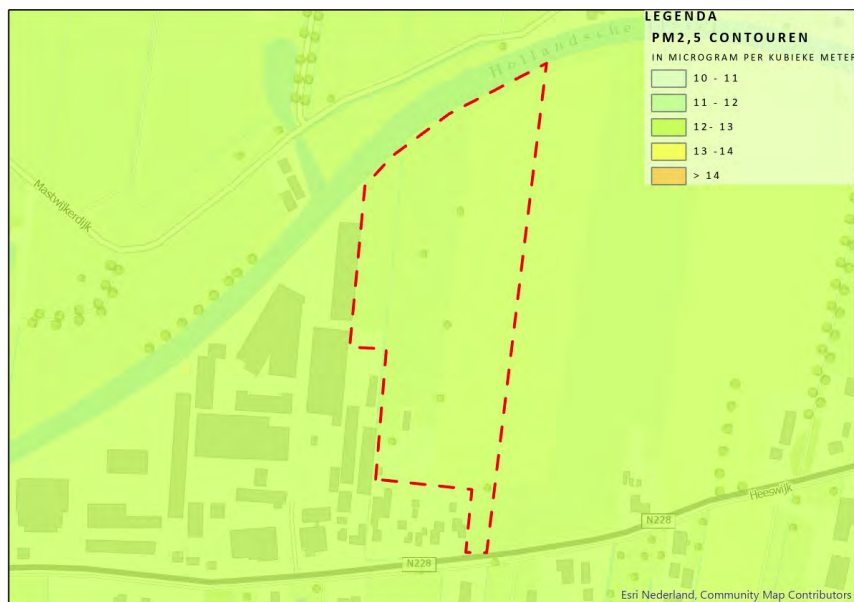 LEGENDA
PM2,5 CONTOUREN
IN MICROGRAM PER KUBIEKE METER
10 - 11
11 - 12
12- 13
13 -14
> 14
Hollandsche
Mastwijkerdijk
Heeswijk
N228
N228
Esri Nederland, Community Map Contributors